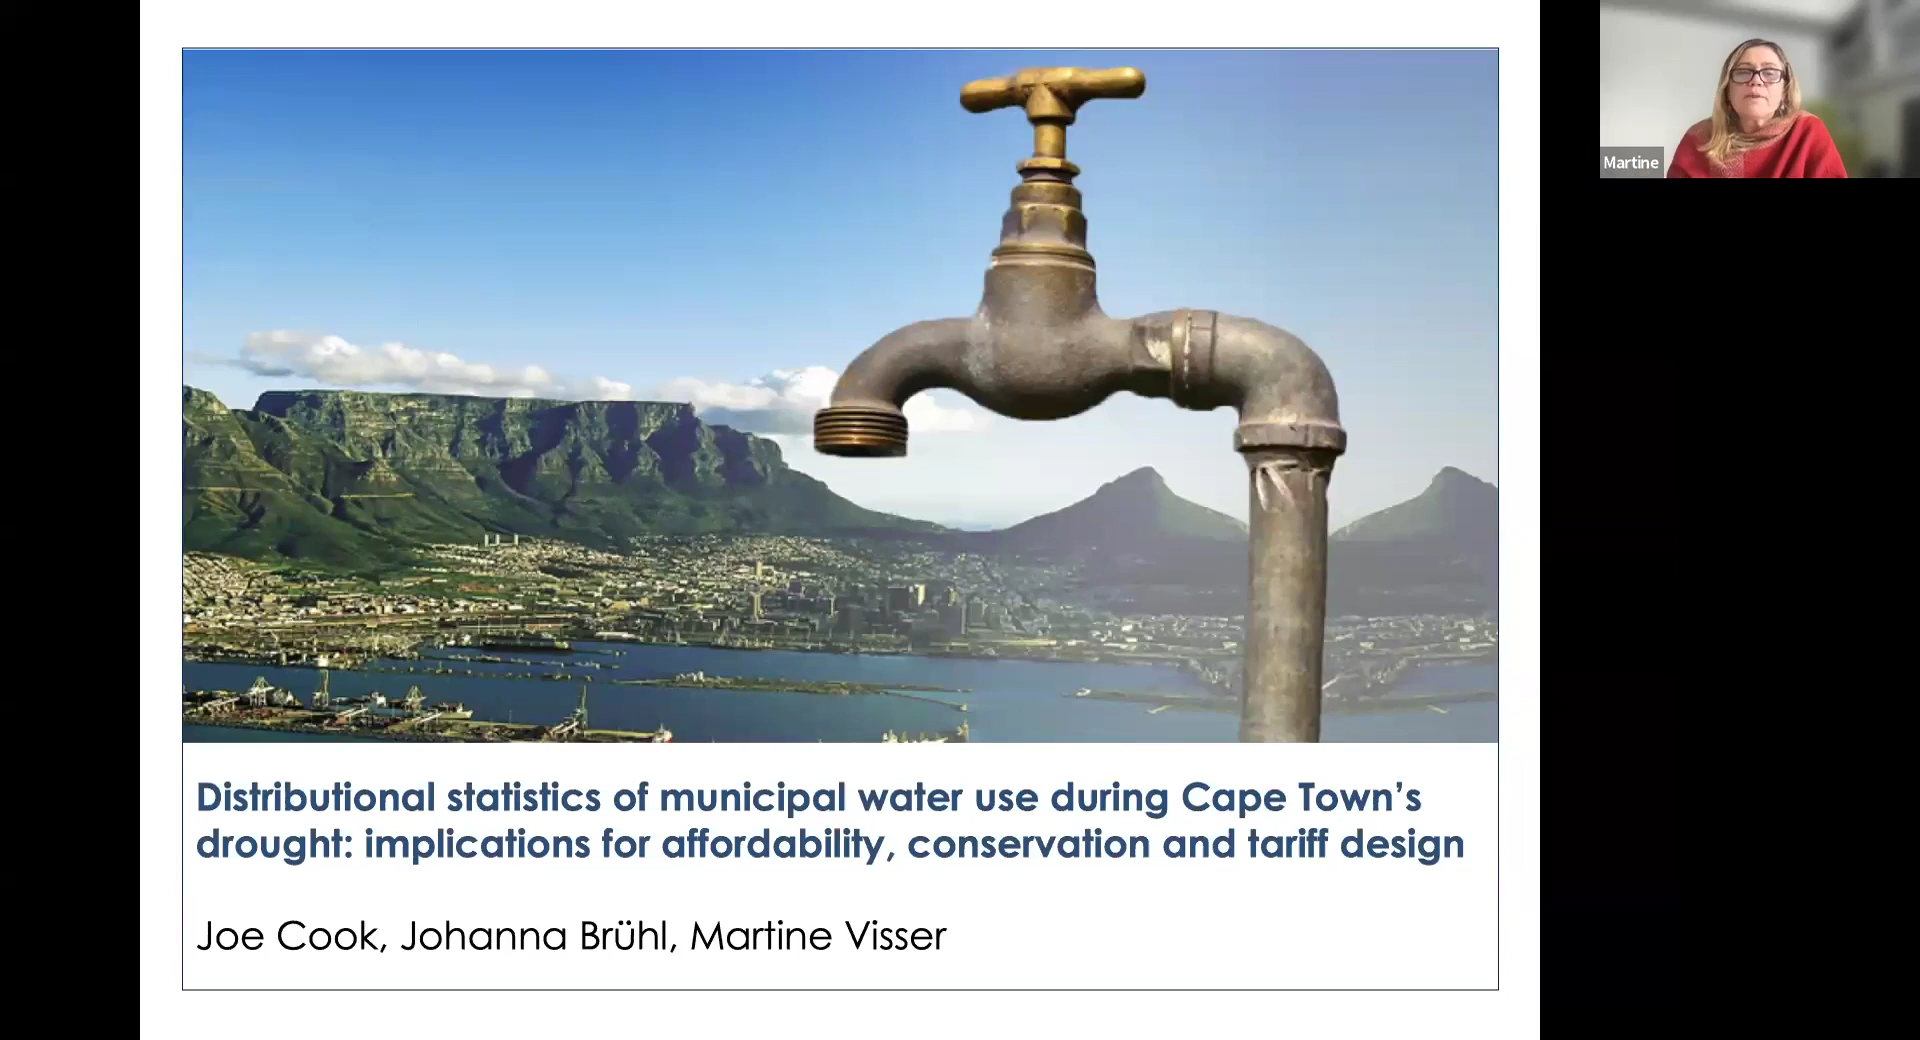 Martine
Distributional statistics of municipal water use during Cape Town’s
drought: implications for affordability, conservation and tariff design
Joe Cook, Johanna Brühl, Martine Visser